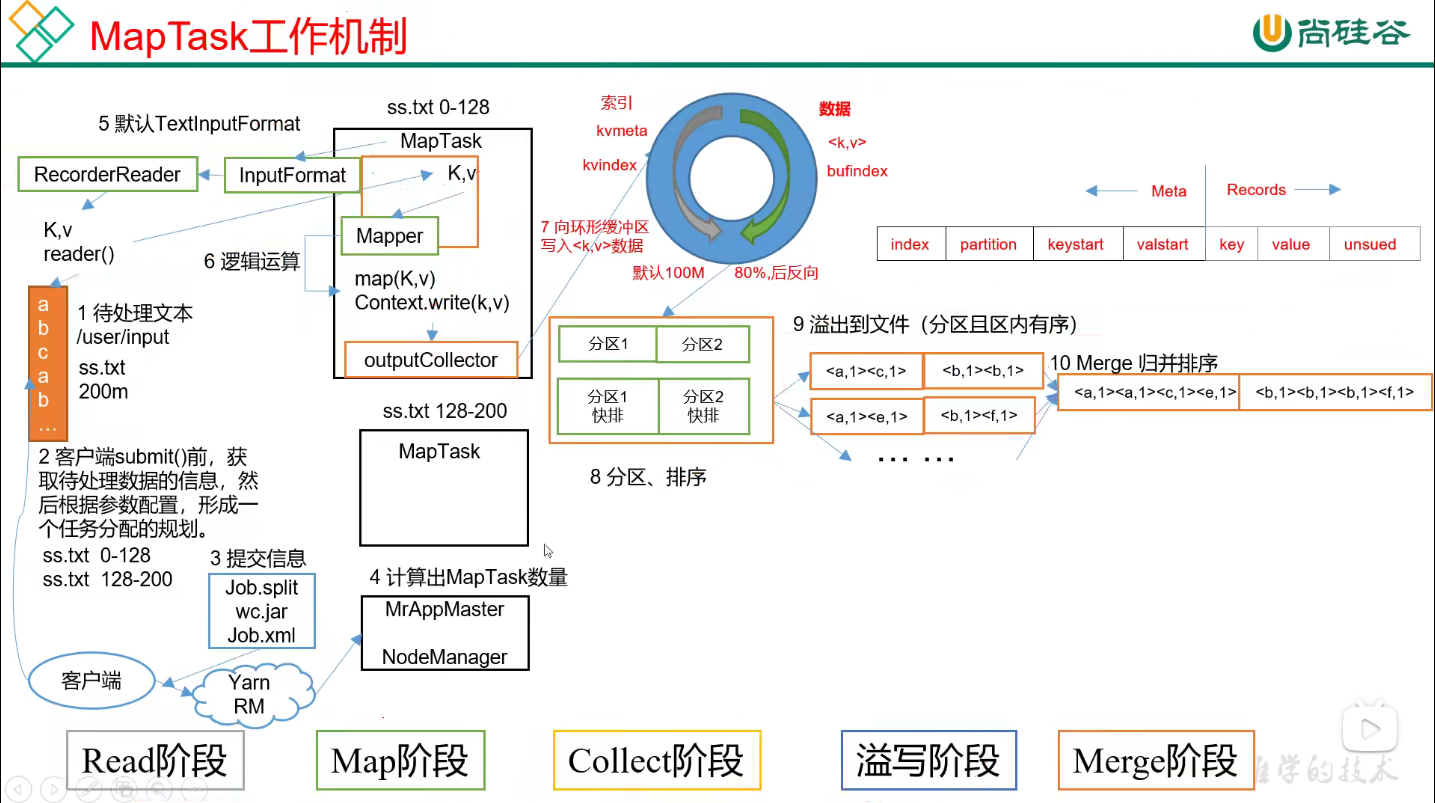 MapTask工作机制
尚硅谷
5 默认TextInputFormat
RecorderReader
InputFormat
K,v
reader()
ss.txt 0-128
MapTask
K,v
Mapper
6 逻辑运算
map(K,v)
Context.write(k,v)
outputCollector
a
b
c
a
b
...
1 待处理文本
/user/input
ss.txt
200m
2 客户端submit()前，获
取待处理数据的信息，然
后根据参数配置，形成一
个任务分配的规划。
ss.txt 0-128
ss.txt 128-200
3 提交信息
Job.split
wc.jar
Job.xml
客户端
Yarn
RM
ss.txt 128-200
MapTask
4 计算出MapTask数量
MrAppMaster
NodeManager
索引
kvmeta
kvindex
数据
<k,v>
bufindex
7 向环形缓冲区
写入<k,v>数据
默认100M
80%,后反向
Meta
Records
index
partition
keystart
valstart
key
value
unsued
分区1
分区2
分区1
快排
分区2
快排
8 分区、排序
9 溢出到文件（分区且区内有序）
<a,1><c,1>
<b,1><b,1>
<a,1><e,1>
<b,1><f,1>
... ...
10 Merge 归并排序
<a,1><a,1><c,1><e,1>
<b,1><b,1><b,1><f,1>
Read阶段
Map阶段
Collect阶段
溢写阶段
Merge阶段
学的技术